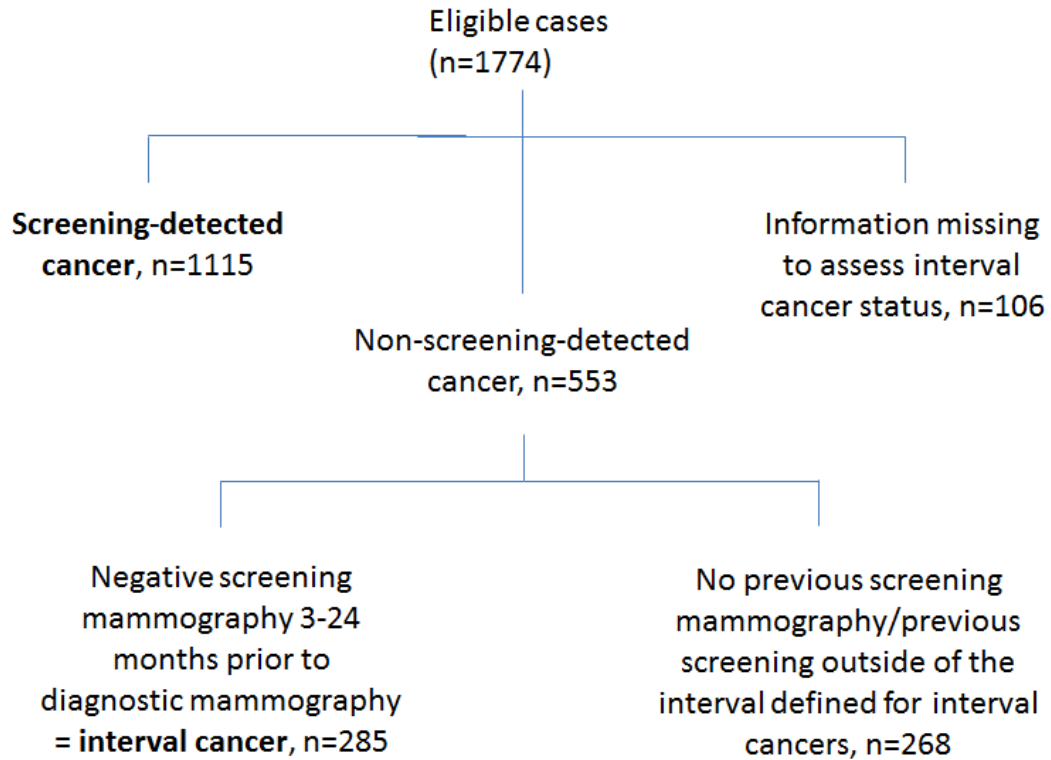 Eligible cases
(n=1774)
Screening-detected
cancer, n=1115
Information missing
to assess interval
cancer status, n=106
Non-screening-detected
cancer, n=553
Negative screening
mammography 3-24
months prior to
diagnostic mammography
= interval cancer, n=285
No previous screening
mammography/previous
screening outside of the
interval defined for interval
cancers, n=268